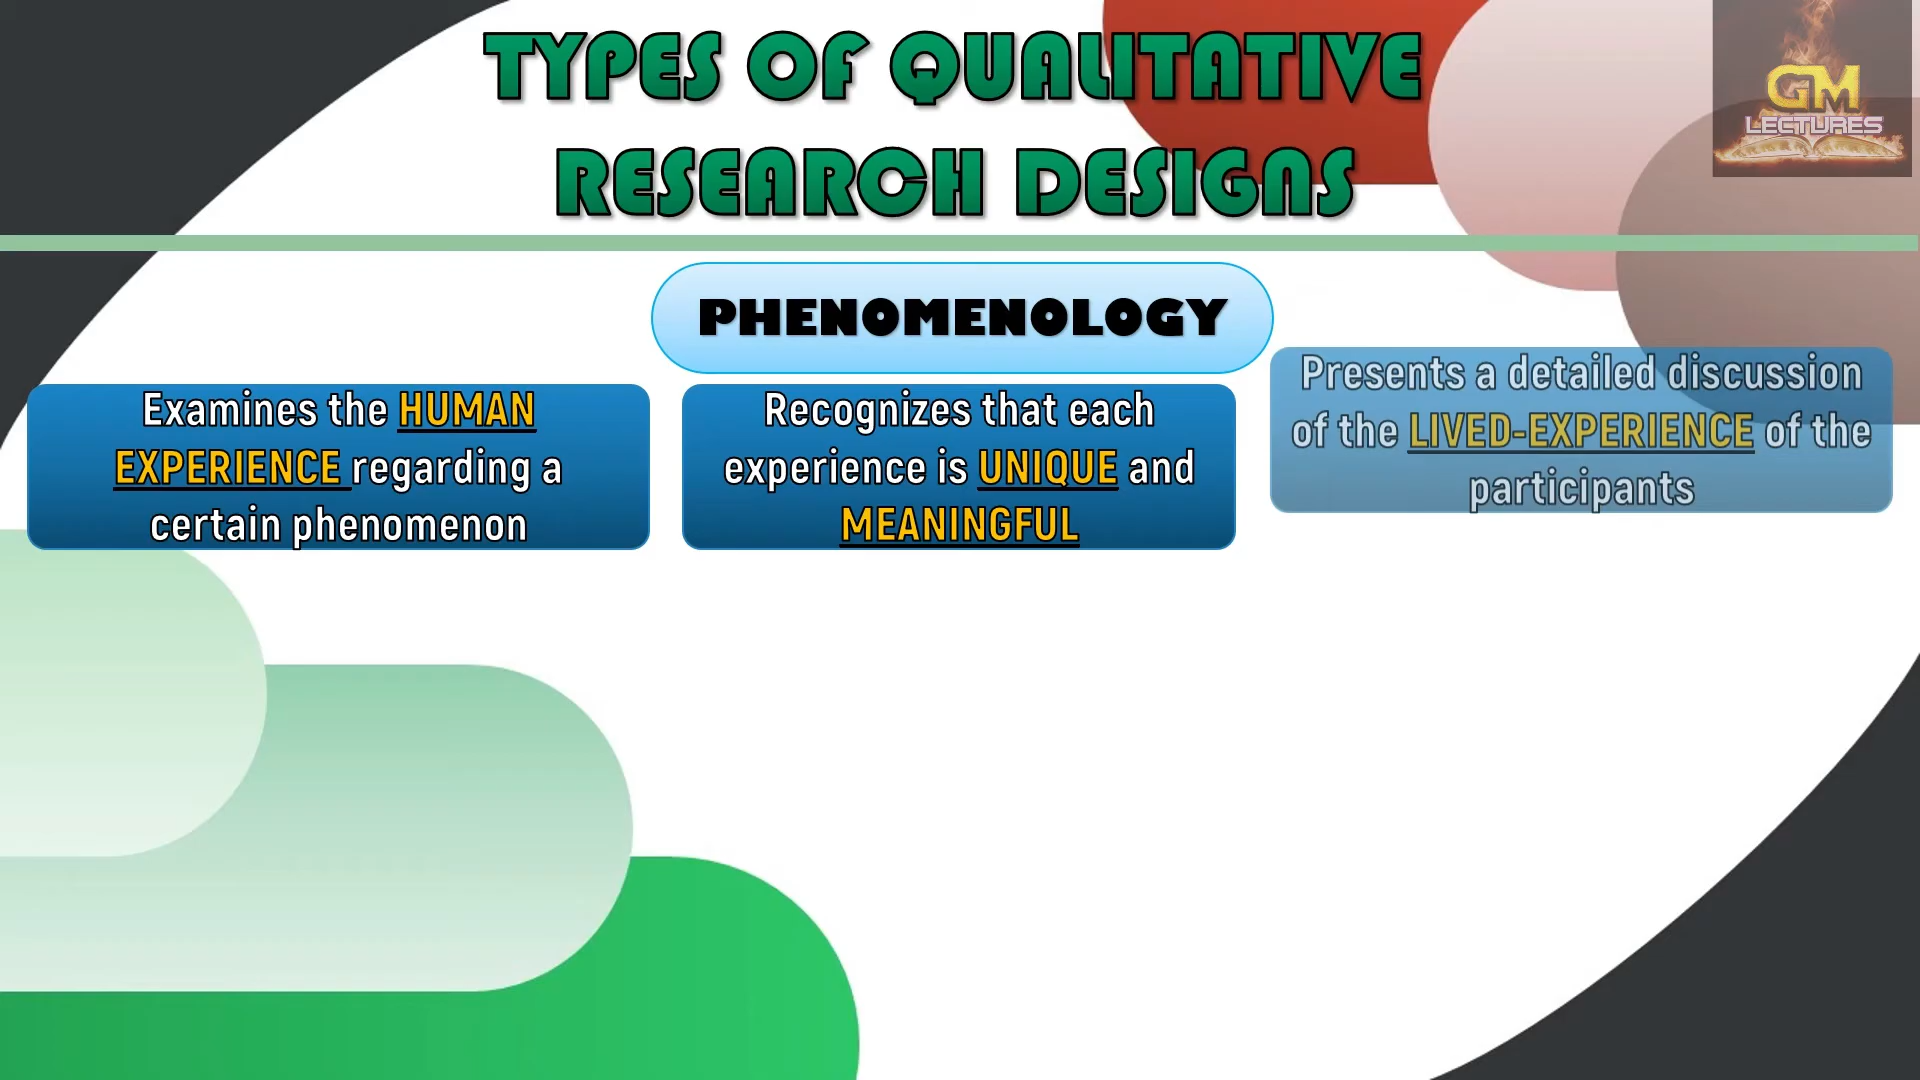 TYPES OF QUALITATIVE
RESEARCH DESIGNS
GM
LECTURES
PHENOMENOLOGY
Examines the HUMAN
EXPERIENCE regarding a
certain phenomenon
Recognizes that each
experience is UNIQUE and
MEANINGFUL
Presents a detailed discussion
of the LIVED-EXPERIENCE of the
participants